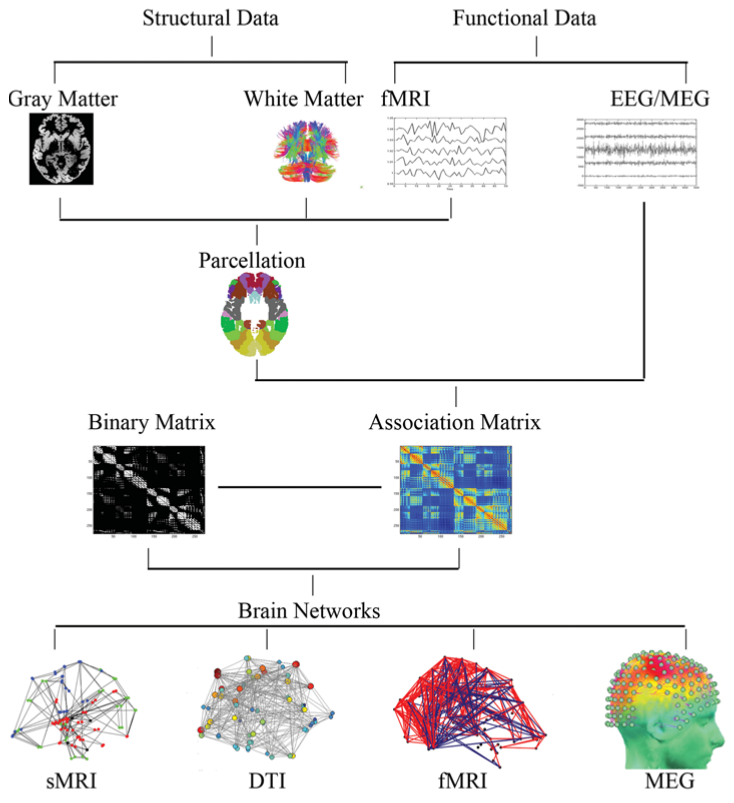 Structural Data
Functional Data
Gray Matter
White Matter
fMRI
EEG/MEG
Parcellation
Binary Matrix
Association Matrix
Brain Networks
sMRI
DTI
fMRI
MEG